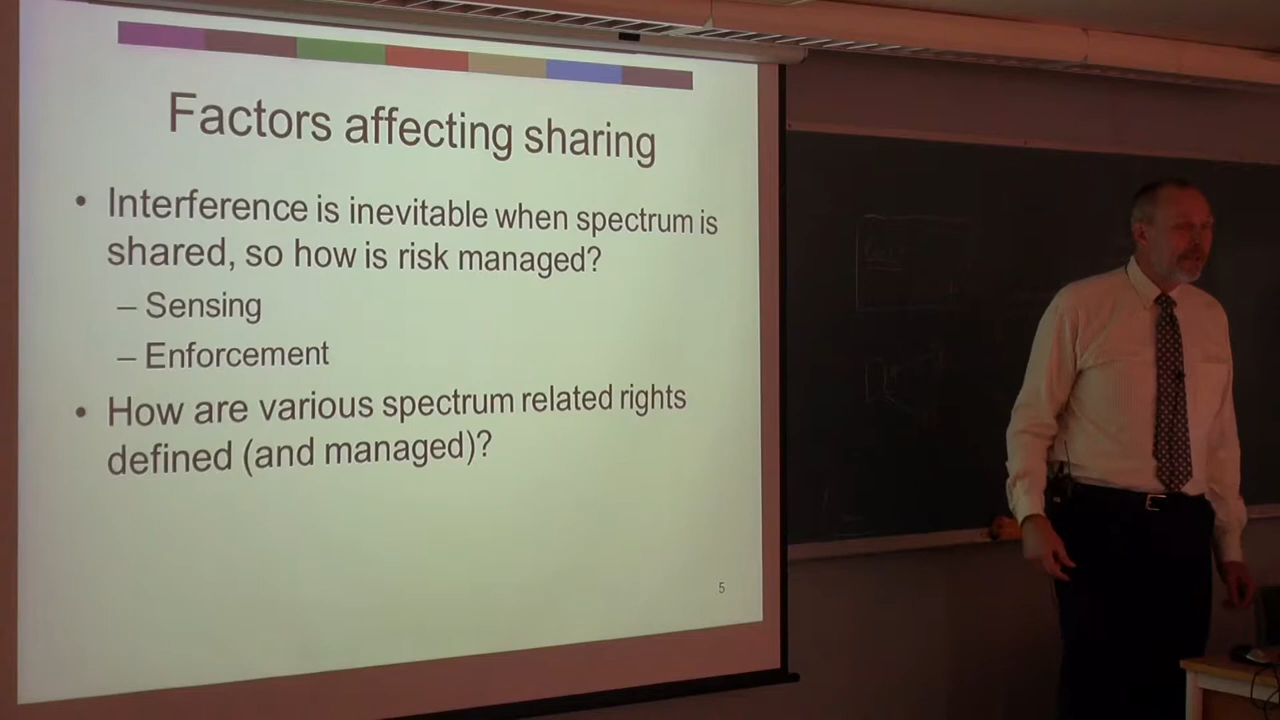 Factors affecting sharing
• Interference is inevitable when spectrum is
shared, so how is risk managed?
– Sensing
– Enforcement
• How are various spectrum related rights
defined (and managed)?
5